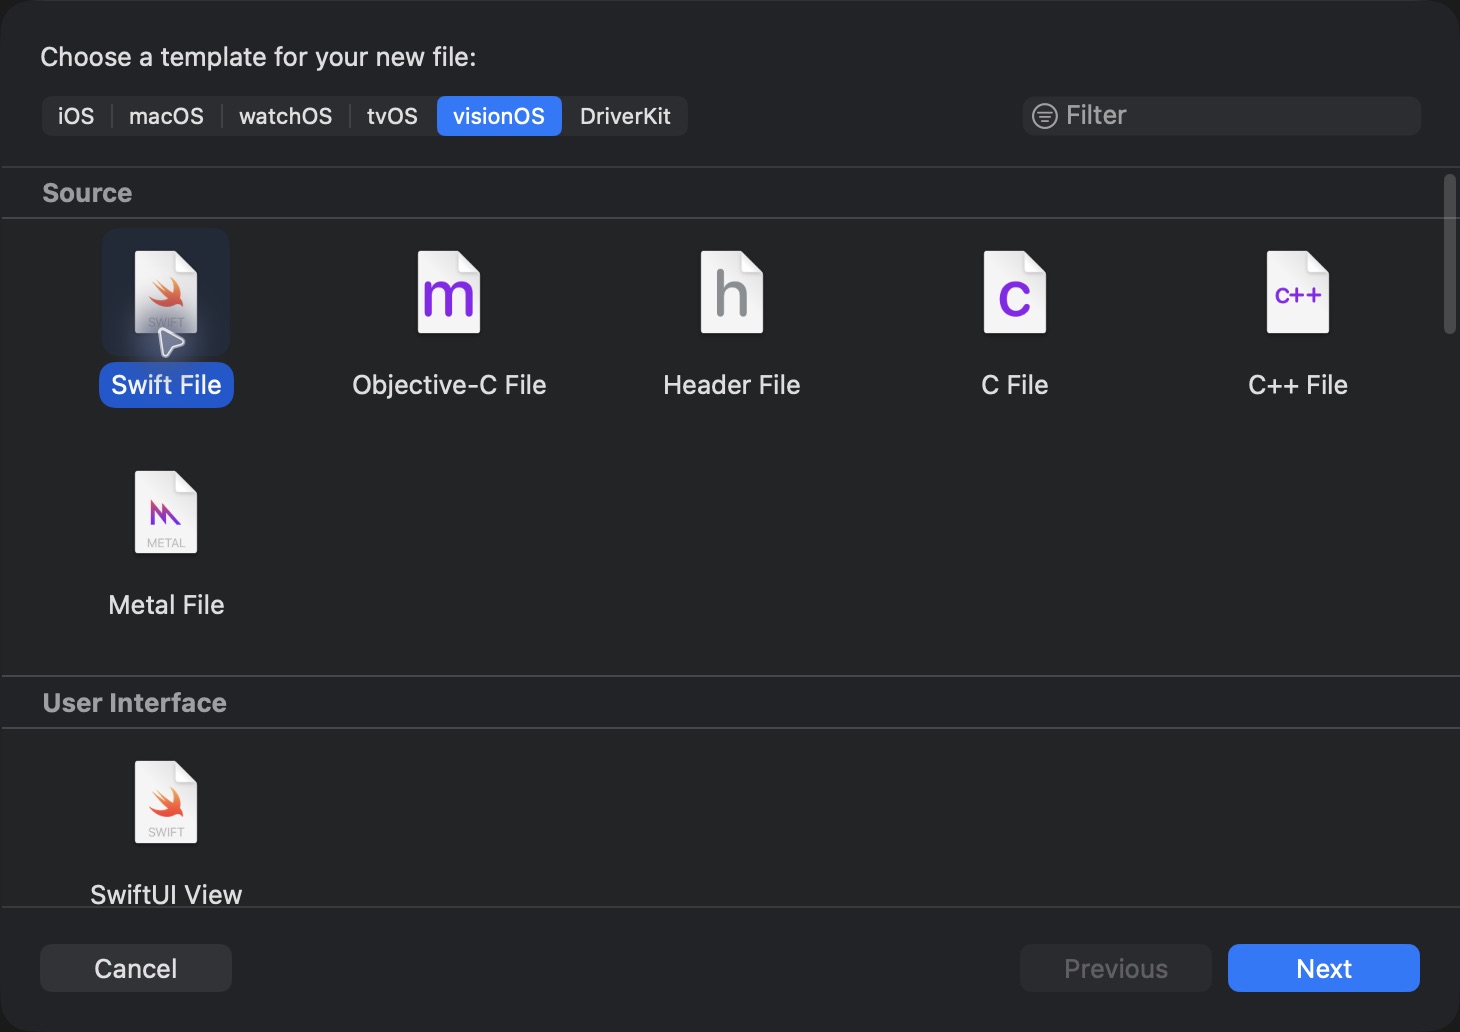 Choose a template for your new file:
iOS macOS watchOS tvOS visionOS DriverKit Filter
Source
SWIFT m h C C++
Swift File Objective-C File Header File C File C++ File
METAL
Metal File
User Interface
SWIFT
SwiftUI View
Cancel Previous Next